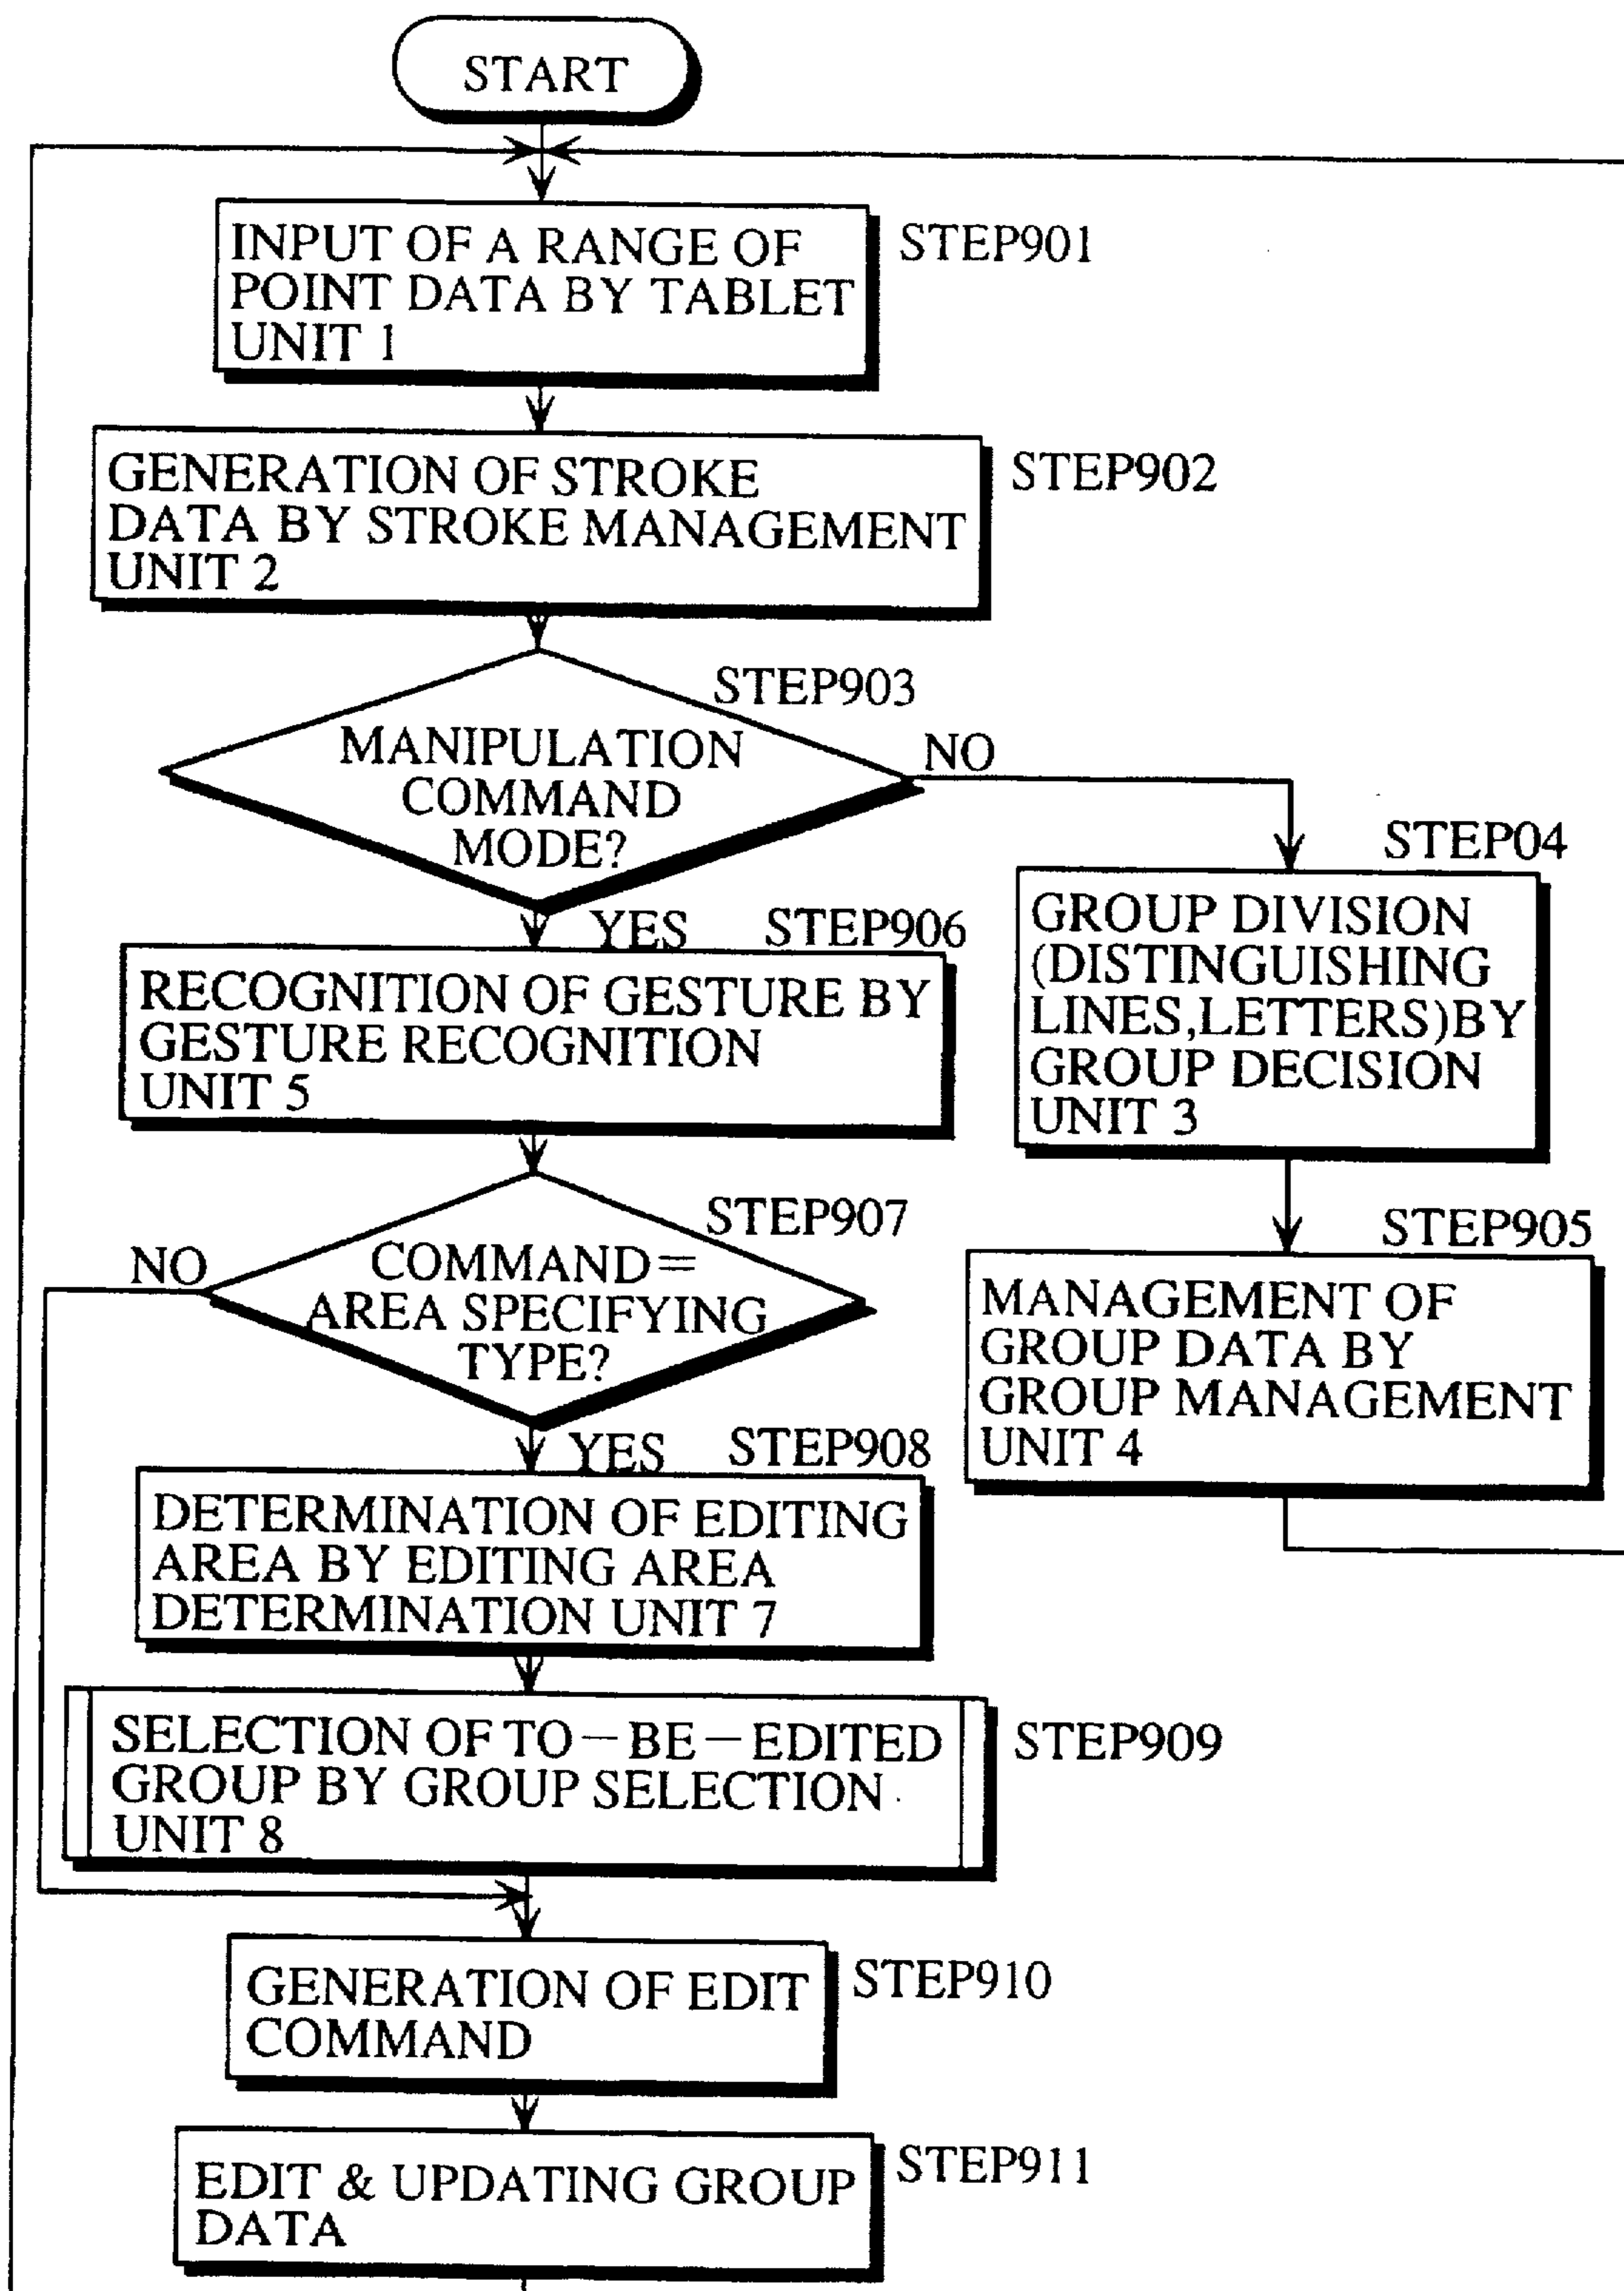 START
INPUT OF A RANGE OF
POINT DATA BY TABLET
UNIT 1
STEP901
GENERATION OF STROKE
DATA BY STROKE MANAGEMENT
UNIT 2
STEP902
STEP903
MANIPULATION
COMMAND
MODE?
NO
YES
STEP04
GROUP DIVISION
(DISTINGUISHING
LINES,LETTERS)BY
GROUP DECISION
UNIT 3
STEP905
MANAGEMENT OF
GROUP DATA BY
GROUP MANAGEMENT
UNIT 4
STEP906
RECOGNITION OF GESTURE BY
GESTURE RECOGNITION
UNIT 5
STEP907
COMMAND=
AREA SPECIFYING
TYPE?
NO
YES
STEP908
DETERMINATION OF EDITING
AREA BY EDITING AREA
DETERMINATION UNIT 7
SELECTION OF TO-BE-EDITED
GROUP BY GROUP SELECTION
UNIT 8
STEP909
GENERATION OF EDIT
COMMAND
STEP910
EDIT & UPDATING GROUP
DATA
STEP911